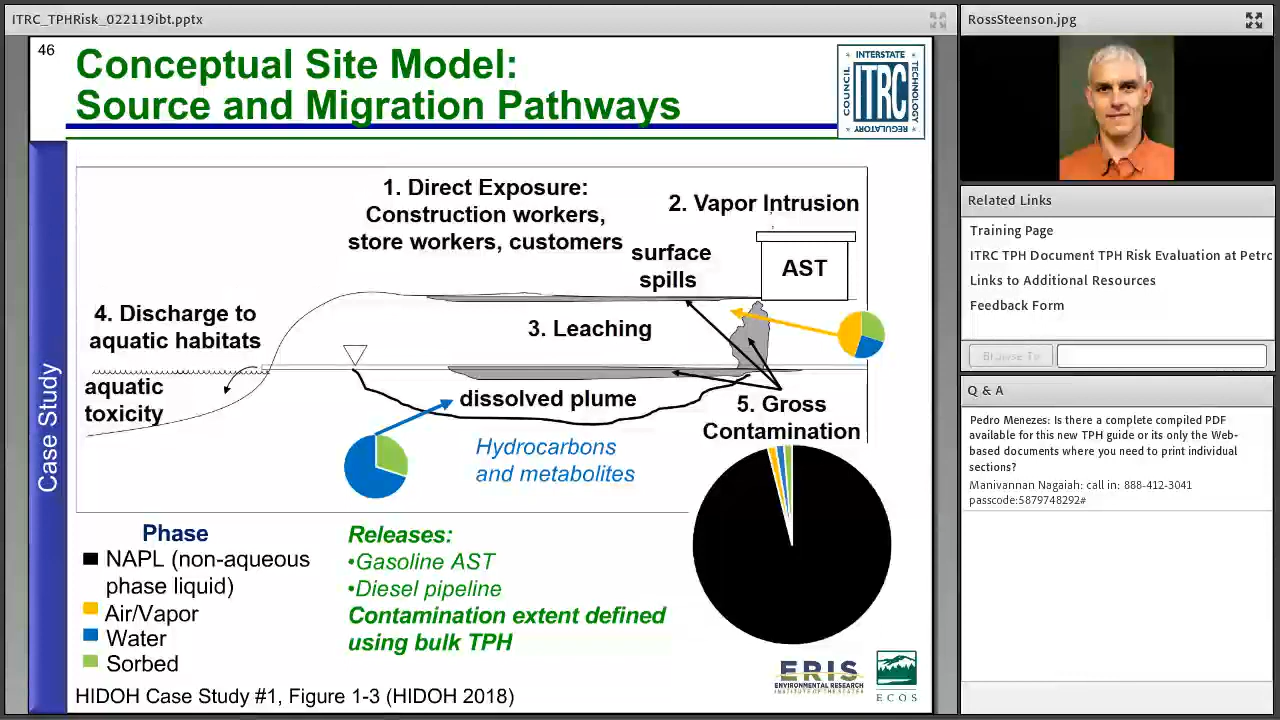 ITRC_TPHRisk_022119ibt.pptx
46
Conceptual Site Model:
Source and Migration Pathways
INTERSTATE
COUNCIL
ITRC
TECHNOLOGY
REGULATORY
Case Study
1. Direct Exposure:
Construction workers,
store workers, customers
2. Vapor Intrusion
surface
spills
AST
4. Discharge to
aquatic habitats
3. Leaching
aquatic
toxicity
dissolved plume
5. Gross
Contamination
Hydrocarbons
and metabolites
Phase
NAPL (non-aqueous
phase liquid)
Air/Vapor
Water
Sorbed
Releases:
•Gasoline AST
•Diesel pipeline
Contamination extent defined
using bulk TPH
HIDOH Case Study #1, Figure 1-3 (HIDOH 2018)
ERIS
ENVIRONMENTAL RESEARCH
INSTITUTE OF THE STATES
ECOS
RossSteenson.jpg
Related Links
Training Page
ITRC TPH Document TPH Risk Evaluation at Petrc
Links to Additional Resources
Feedback Form
Browse To
Q & A
Pedro Menezes: Is there a complete compiled PDF
available for this new TPH guide or its only the Web-
based documents where you need to print individual
sections?
Manivannan Nagaiah: call in: 888-412-3041
passcode:5879748292#